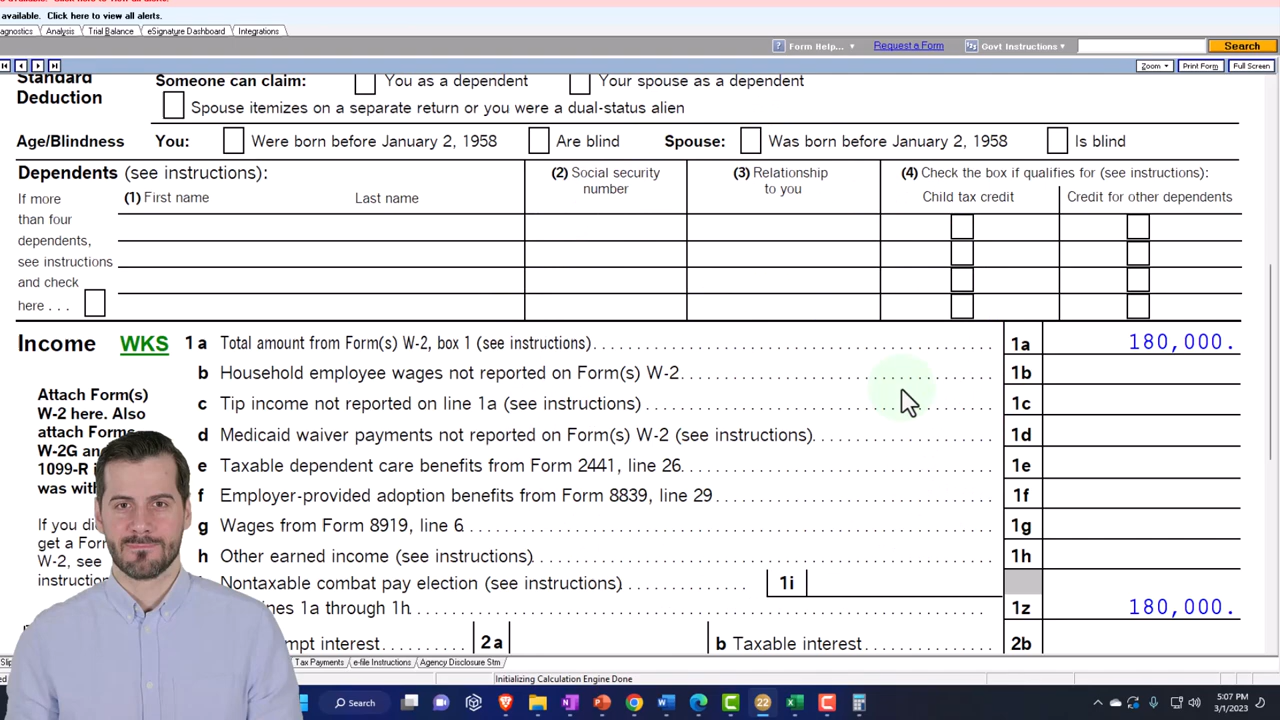 available. Click here to view all alerts.
Analysis Trial Balance eSignature Dashboard Integrations
Form Help... Request a Form Govt Instructions Search
Zoom Print Form Full Screen
Standard
Deduction
Someone can claim: You as a dependent Your spouse as a dependent
Spouse itemizes on a separate return or you were a dual-status alien
Age/Blindness You: Were born before January 2, 1958 Are blind Spouse: Was born before January 2, 1958 Is blind
Dependents (see instructions):
If more
than four
dependents,
see instructions
and check
here . . .
(1) First name Last name
(2) Social security
number
(3) Relationship
to you
(4) Check the box if qualifies for (see instructions):
Child tax credit Credit for other dependents
Income WKS 1 a Total amount from Form(s) W-2, box 1 (see instructions) 1a 180,000.
b Household employee wages not reported on Form(s) W-2 1b
c Tip income not reported on line 1a (see instructions) 1c
d Medicaid waiver payments not reported on Form(s) W-2 (see instructions) 1d
e Taxable dependent care benefits from Form 2441, line 26 1e
f Employer-provided adoption benefits from Form 8839, line 29 1f
g Wages from Form 8919, line 6 1g
h Other earned income (see instructions) 1h
Nontaxable combat pay election (see instructions) 1i
lines 1a through 1h 1z 180,000.
2a b Taxable interest 2b
Attach Form(s)
W-2 here. Also
attach Forms
W-2G an
1099-R
was with
If you di
get a Form
W-2, see
instruction
Tax Payments e-file Instructions Agency Disclosure Stm
Initializing Calculation Engine Done
Search
22
5:07 PM
3/1/2023